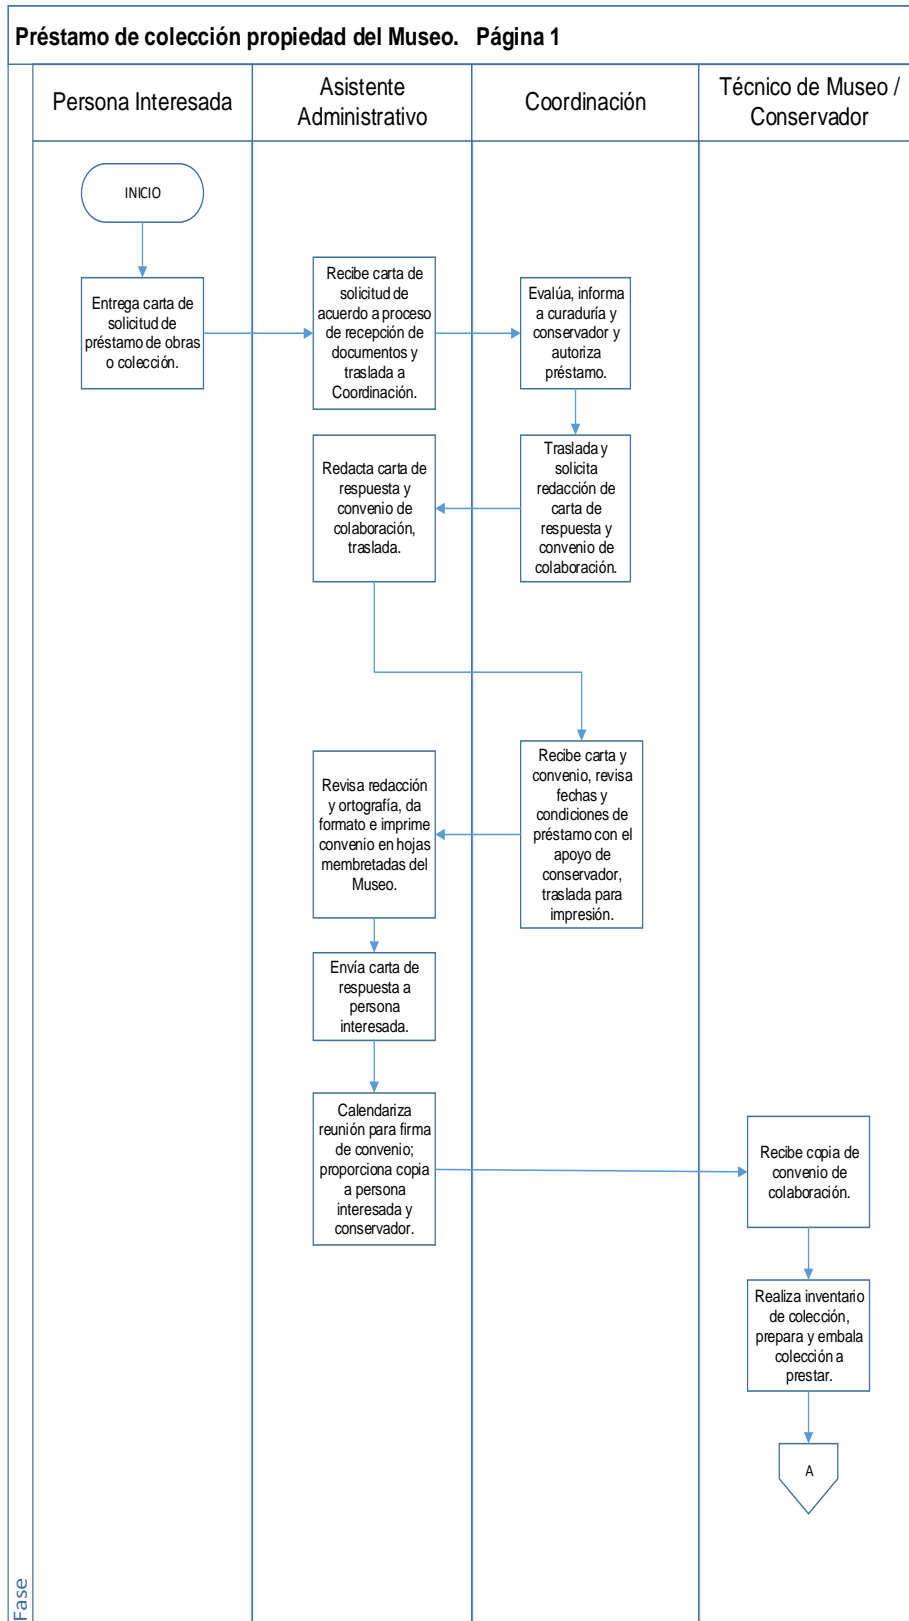 Préstamo de colección propiedad del Museo.   Página 1
Persona Interesada
Asistente
Administrativo
Coordinación
Técnico de Museo /
Conservador
INICIO
Entrega carta de
solicitud de
préstamo de obras
o colección.
Recibe carta de
solicitud de
acuerdo a proceso
de recepción de
documentos y
traslada a
Coordinación.
Evalúa, informa
a curaduría y
conservador y
autoriza
préstamo.
Traslada y
solicita
redacción de
carta de
respuesta y
convenio de
colaboración.
Redacta carta de
respuesta y
convenio de
colaboración,
traslada.
Recibe carta y
convenio, revisa
fechas y
condiciones de
préstamo con el
apoyo de
conservador,
traslada para
impresión.
Revisa redacción
y ortografía, da
formato e imprime
convenio en hojas
membretadas del
Museo.
Envía carta de
respuesta a
persona
interesada.
Calendariza
reunión para firma
de convenio;
proporciona copia
a persona
interesada y
conservador.
Recibe copia de
convenio de
colaboración.
Realiza inventario
de colección,
prepara y embala
colección a
prestar.
A
Fase